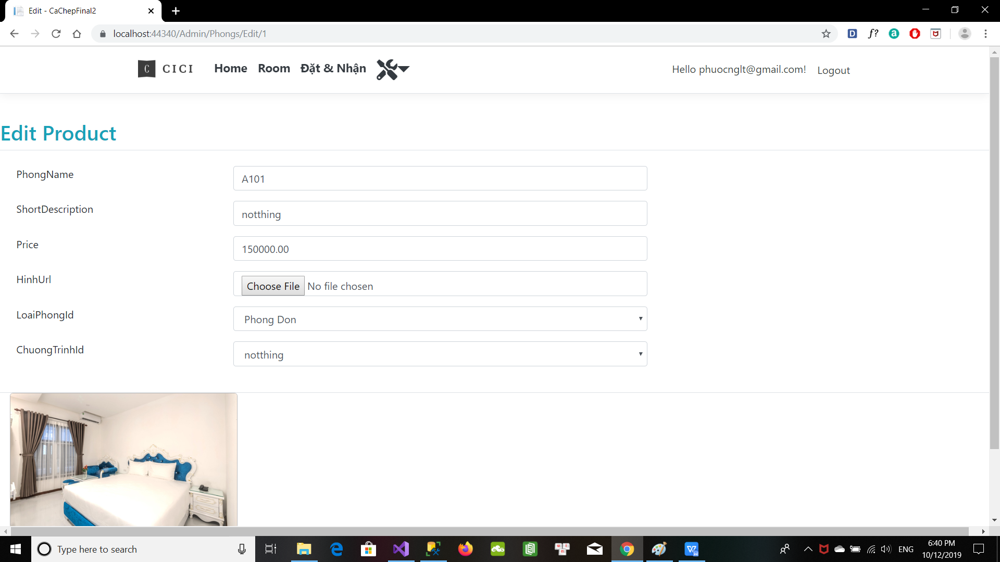 Edit - CaChepFinal2
localhost:44340/Admin/Phongs/Edit/1
C CICI Home Room Đặt & Nhận Hello phuocnglt@gmail.com! Logout
Edit Product
PhongName A101
ShortDescription notthing
Price 150000.00
HinhUrl Choose File No file chosen
LoaiPhongId Phong Don
ChuongTrinhId notthing
Type here to search
ENG
6:40 PM
10/12/2019